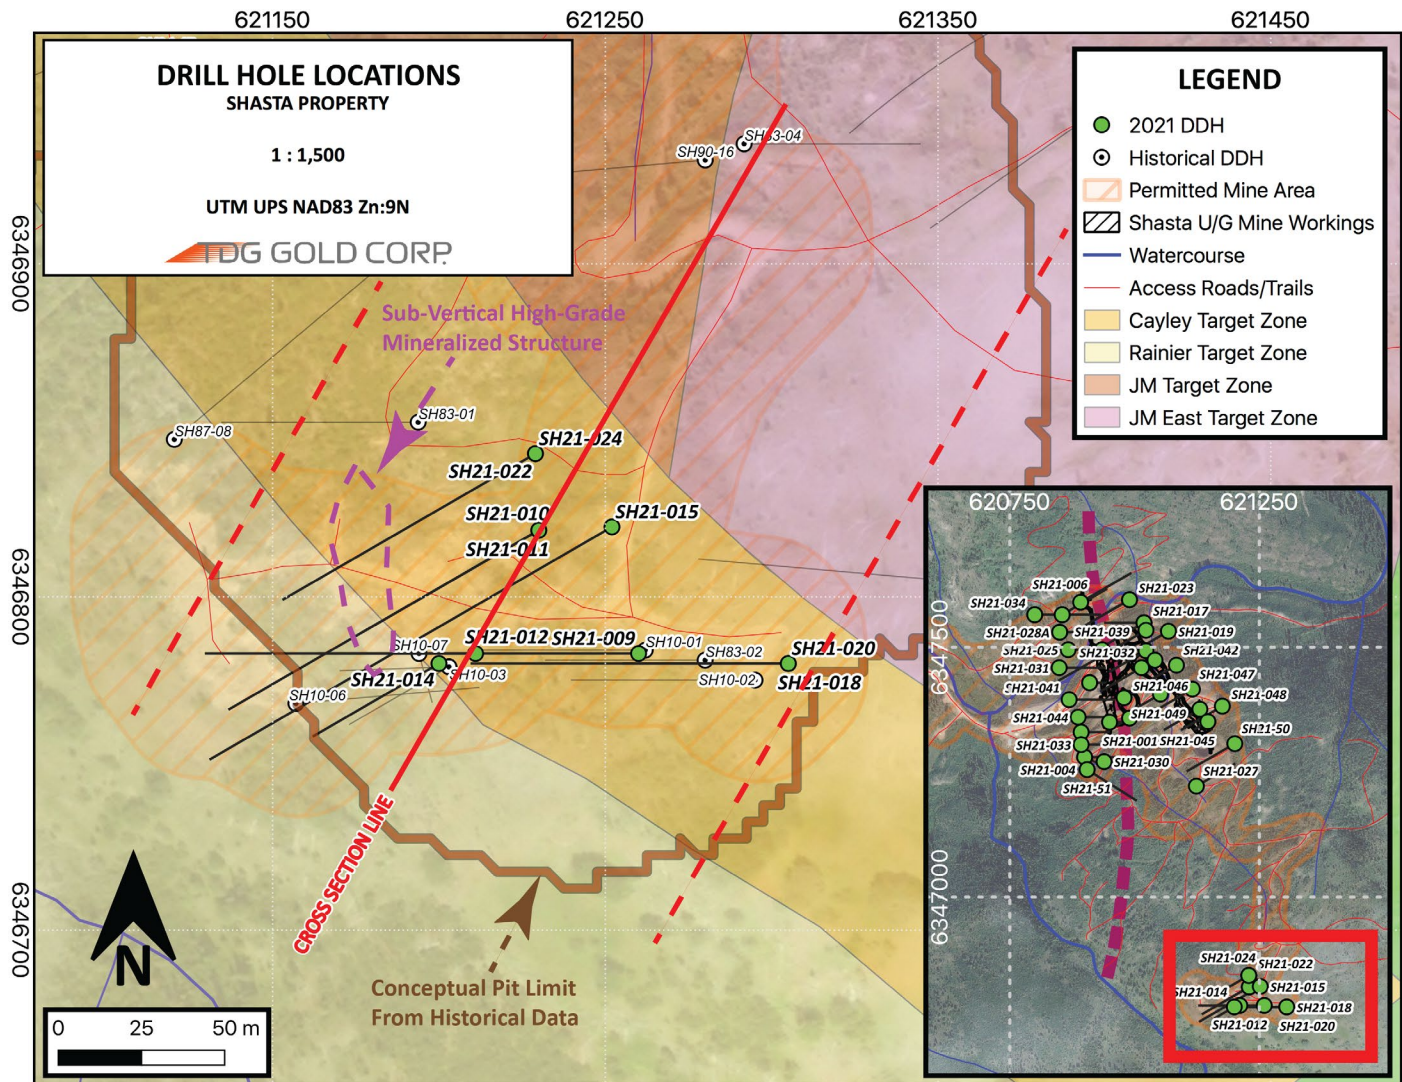 621150
621250
621350
621450
DRILL HOLE LOCATIONS
SHASTA PROPERTY
1 : 1,500
UTM UPS NAD83 Zn:9N
TDG GOLD CORP.
LEGEND
2021 DDH
Historical DDH
Permitted Mine Area
Shasta U/G Mine Workings
Watercourse
Access Roads/Trails
Cayley Target Zone
Rainier Target Zone
JM Target Zone
JM East Target Zone
6346900
6346800
6346700
SH83-04
SH90-16
Sub-Vertical High-Grade
Mineralized Structure
SH83-01
SH87-08
SH21-024
SH21-022
SH21-010
SH21-015
SH21-011
SH21-012
SH21-009
SH10-07
SH10-01
SH83-02
SH21-020
SH21-014
SH10-03
SH10-02
SH21-018
SH10-06
CROSS SECTION LINE
Conceptual Pit Limit
From Historical Data
N
0 25 50 m
620750
621250
6347500
6347000
SH21-006
SH21-023
SH21-034
SH21-017
SH21-028A
SH21-039
SH21-019
SH21-025
SH21-032
SH21-042
SH21-031
SH21-047
SH21-041
SH21-046
SH21-048
SH21-044
SH21-049
SH21-50
SH21-033
SH21-001
SH21-045
SH21-004
SH21-030
SH21-027
SH21-51
SH21-024
SH21-022
SH21-014
SH21-015
SH21-018
SH21-012
SH21-020